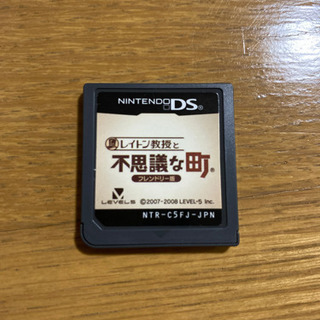 NINTENDO DS
レイトン教授と
不思議な町
フレンドリー版
LEVEL5
©2007-2008 LEVEL-5 Inc.
NTR-C5FJ-JPN